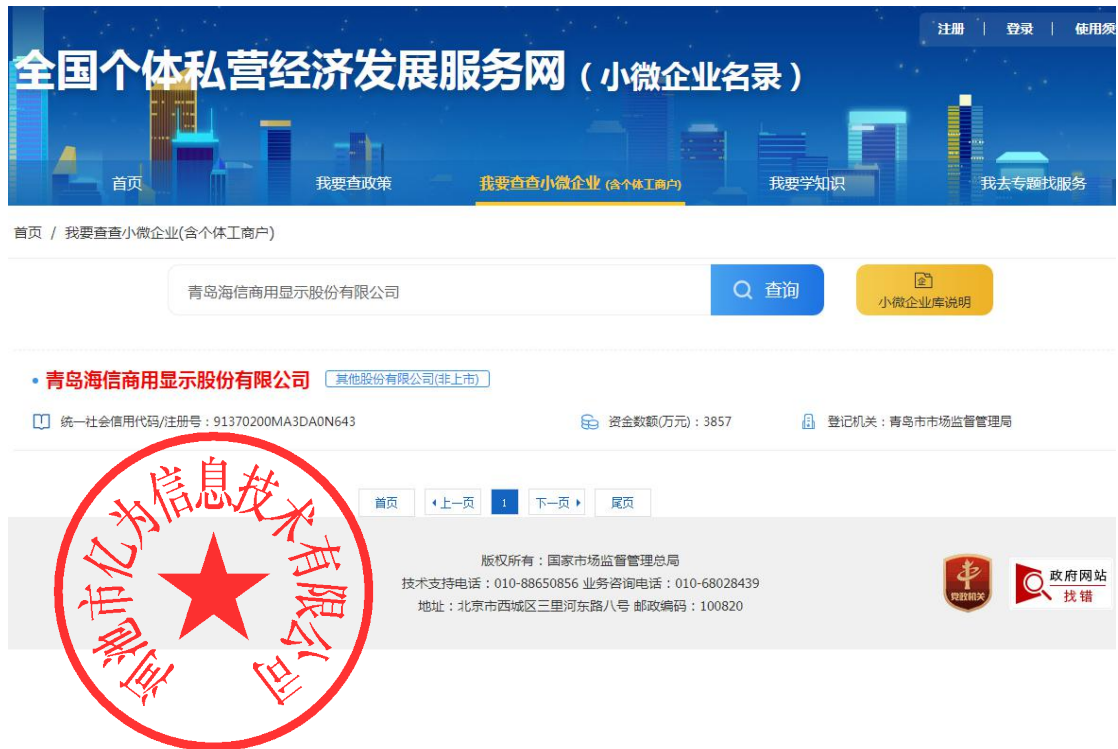 注册 | 登录 | 使用须
全国个体私营经济发展服务网（小微企业名录）
首页 我要查政策 我要查查小微企业 (含个体工商户) 我要学知识 我去专题找服务
首页 / 我要查查小微企业(含个体工商户)
青岛海信商用显示股份有限公司 查询 小微企业库说明
青岛海信商用显示股份有限公司 其他股份有限公司(非上市)
统一社会信用代码/注册号：91370200MA3DA0N643 资金数额(万元)：3857 登记机关：青岛市市场监督管理局
首页 上一页 1 下一页 尾页
版权所有：国家市场监督管理总局
技术支持电话：010-88650856 业务咨询电话：010-68028439
地址：北京市西城区三里河东路八号 邮政编码：100820
党政机关
政府网站
找错
河池市亿为信息技术有限公司